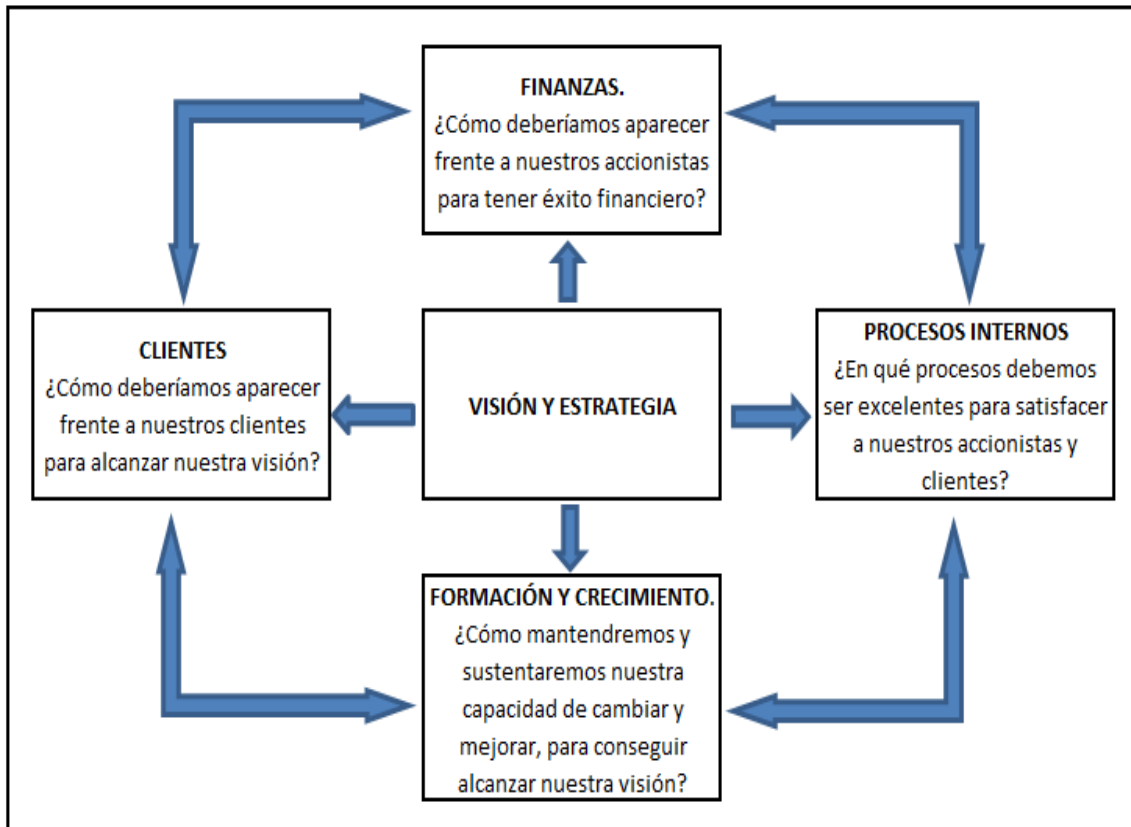 FINANZAS.
¿Cómo deberíamos aparecer
frente a nuestros accionistas
para tener éxito financiero?
CLIENTES
¿Cómo deberíamos aparecer
frente a nuestros clientes
para alcanzar nuestra visión?
VISIÓN Y ESTRATEGIA
PROCESOS INTERNOS
¿En qué procesos debemos
ser excelentes para satisfacer
a nuestros accionistas y
clientes?
FORMACIÓN Y CRECIMIENTO.
¿Cómo mantendremos y
sustentaremos nuestra
capacidad de cambiar y
mejorar, para conseguir
alcanzar nuestra visión?